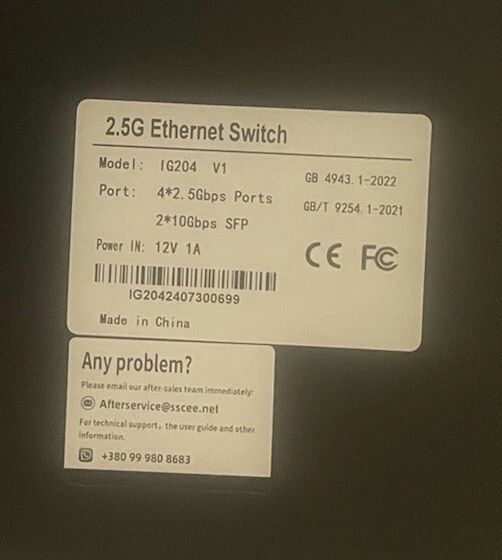 2.5G Ethernet Switch
Model: IG204 V1
Port: 4*2.5Gbps Ports
2*10Gbps SFP
Power IN: 12V 1A
GB 4943.1-2022
GB/T 9254.1-2021
CE FC
IG2042407300699
Made in China
Any problem?
Please email our after-sales team immediately:
Afterservice@sscee.net
For technical support, the user guide and other
information.
+380 99 980 8683